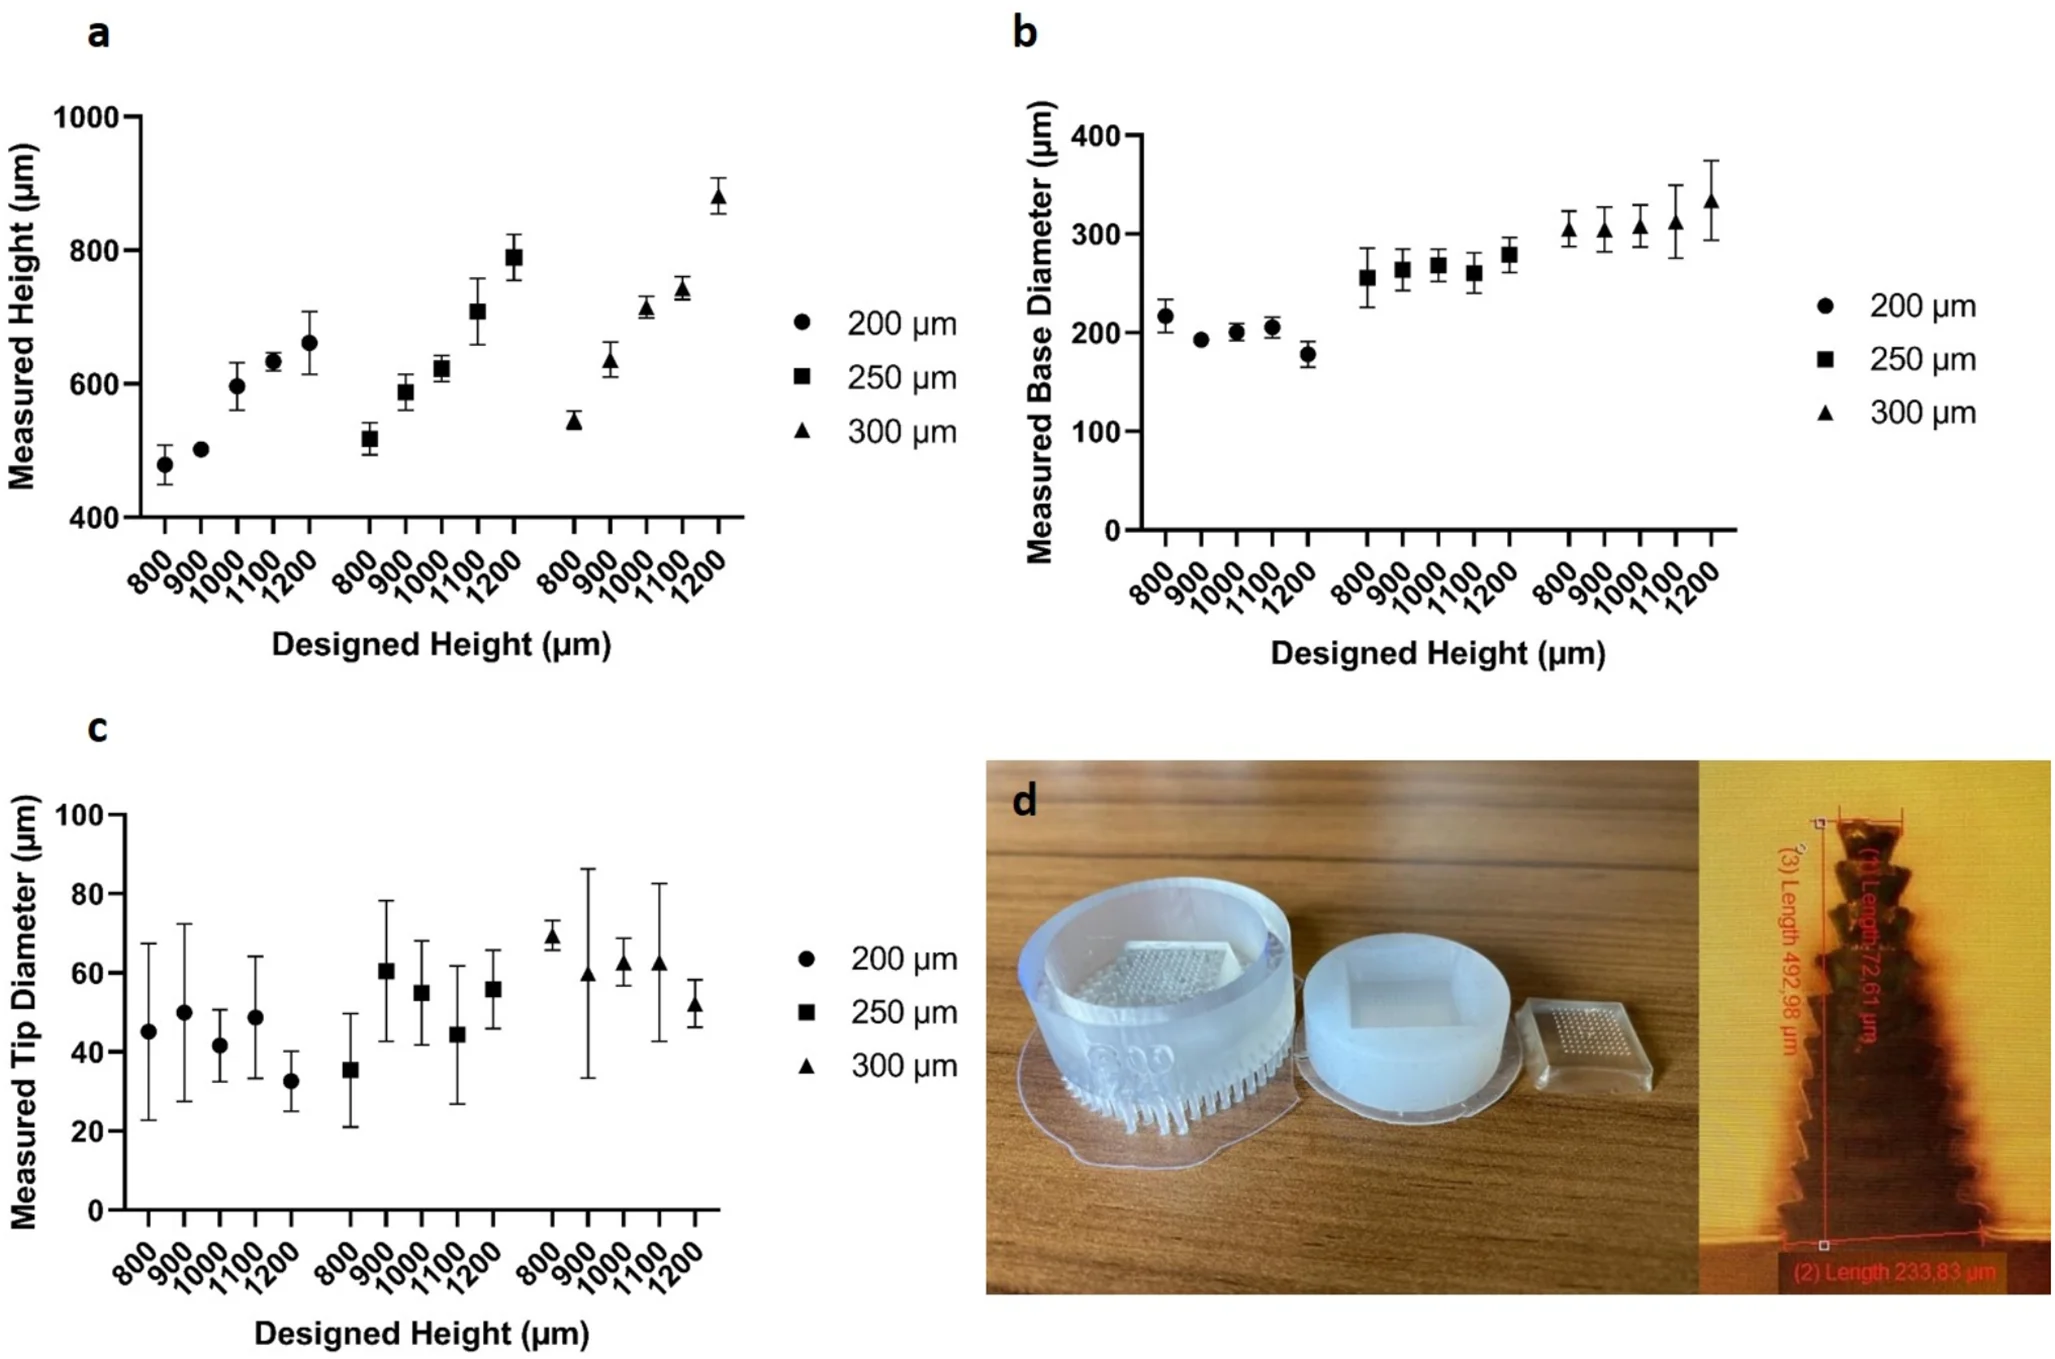 a
1000
800
600
400
Measured Height (µm)
800 900 1000 1100 1200 800 900 1000 1100 1200 800 900 1000 1100 1200
Designed Height (µm)
200 µm
250 µm
300 µm
b
400
300
200
100
0
Measured Base Diameter (µm)
800 900 1000 1100 1200 800 900 1000 1100 1200 800 900 1000 1100 1200
Designed Height (µm)
200 µm
250 µm
300 µm
c
100
80
60
40
20
0
Measured Tip Diameter (µm)
800 900 1000 1100 1200 800 900 1000 1100 1200 800 900 1000 1100 1200
Designed Height (µm)
200 µm
250 µm
300 µm
d
(3) Length 492,98 µm
Length 72,61 µm
(2) Length 233,83 µm